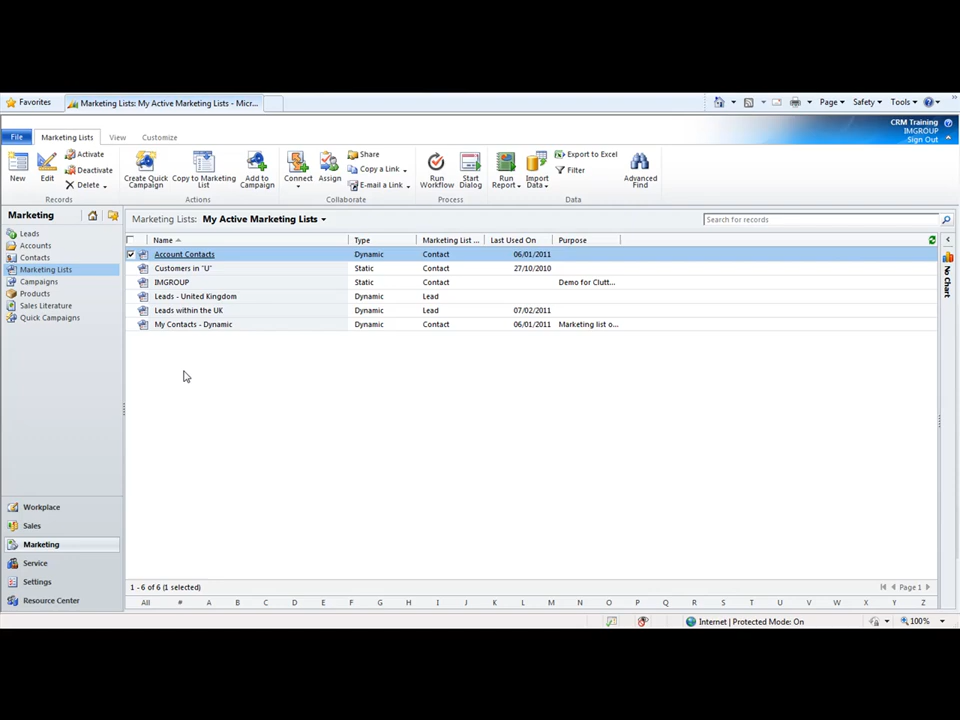 Favorites
Marketing Lists: My Active Marketing Lists - Micr...
Page
Safety
Tools
File
Marketing Lists
View
Customize
CRM Training
IMGROUP
Sign Out
New
Edit
Activate
Deactivate
Delete
Records
Create Quick Campaign
Copy to Marketing List
Add to Campaign
Actions
Connect
Assign
Share
Copy a Link
E-mail a Link
Collaborate
Run Workflow
Start Dialog
Process
Run Report
Import Data
Export to Excel
Filter
Data
Advanced Find
Marketing
Leads
Accounts
Contacts
Marketing Lists
Campaigns
Products
Sales Literature
Quick Campaigns
Workplace
Sales
Marketing
Service
Settings
Resource Center
Marketing Lists: My Active Marketing Lists
Search for records
Name Type Marketing List ... Last Used On Purpose
Account Contacts Dynamic Contact 06/01/2011
Customers in "U" Static Contact 27/10/2010
IMGROUP Static Contact Demo for Clutt...
Leads - United Kingdom Dynamic Lead
Leads within the UK Dynamic Lead 07/02/2011
My Contacts - Dynamic Dynamic Contact 06/01/2011 Marketing list o...
No Chart
1 - 6 of 6 (1 selected)
Page 1
All # A B C D E F G H I J K L M N O P Q R S T U V W X Y Z
Internet | Protected Mode: On
100%